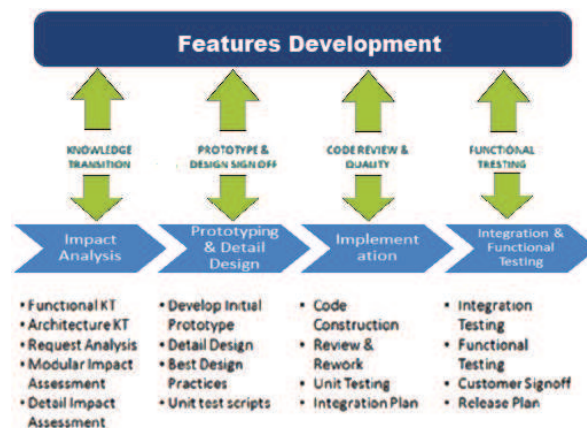 Features Development
KNOWLEDGE
TRANSITION
PROTOTYPE &
DESIGN SIGN OFF
CODE REVIEW &
QUALITY
FUNCTIONAL
TRESTING
Impact
Analysis
Prototyping
& Detail
Design
Implement
ation
Integration &
Functional
Testing
• Functional KT
• Architecture KT
• Request Analysis
• Modular Impact
Assessment
• Detail Impact
Assessment
• Develop Initial
Prototype
• Detail Design
• Best Design
Practices
• Unit test scripts
• Code
Construction
• Review &
Rework
• Unit Testing
• Integration Plan
• Integration
Testing
• Functional
Testing
• Customer Signoff
• Release Plan